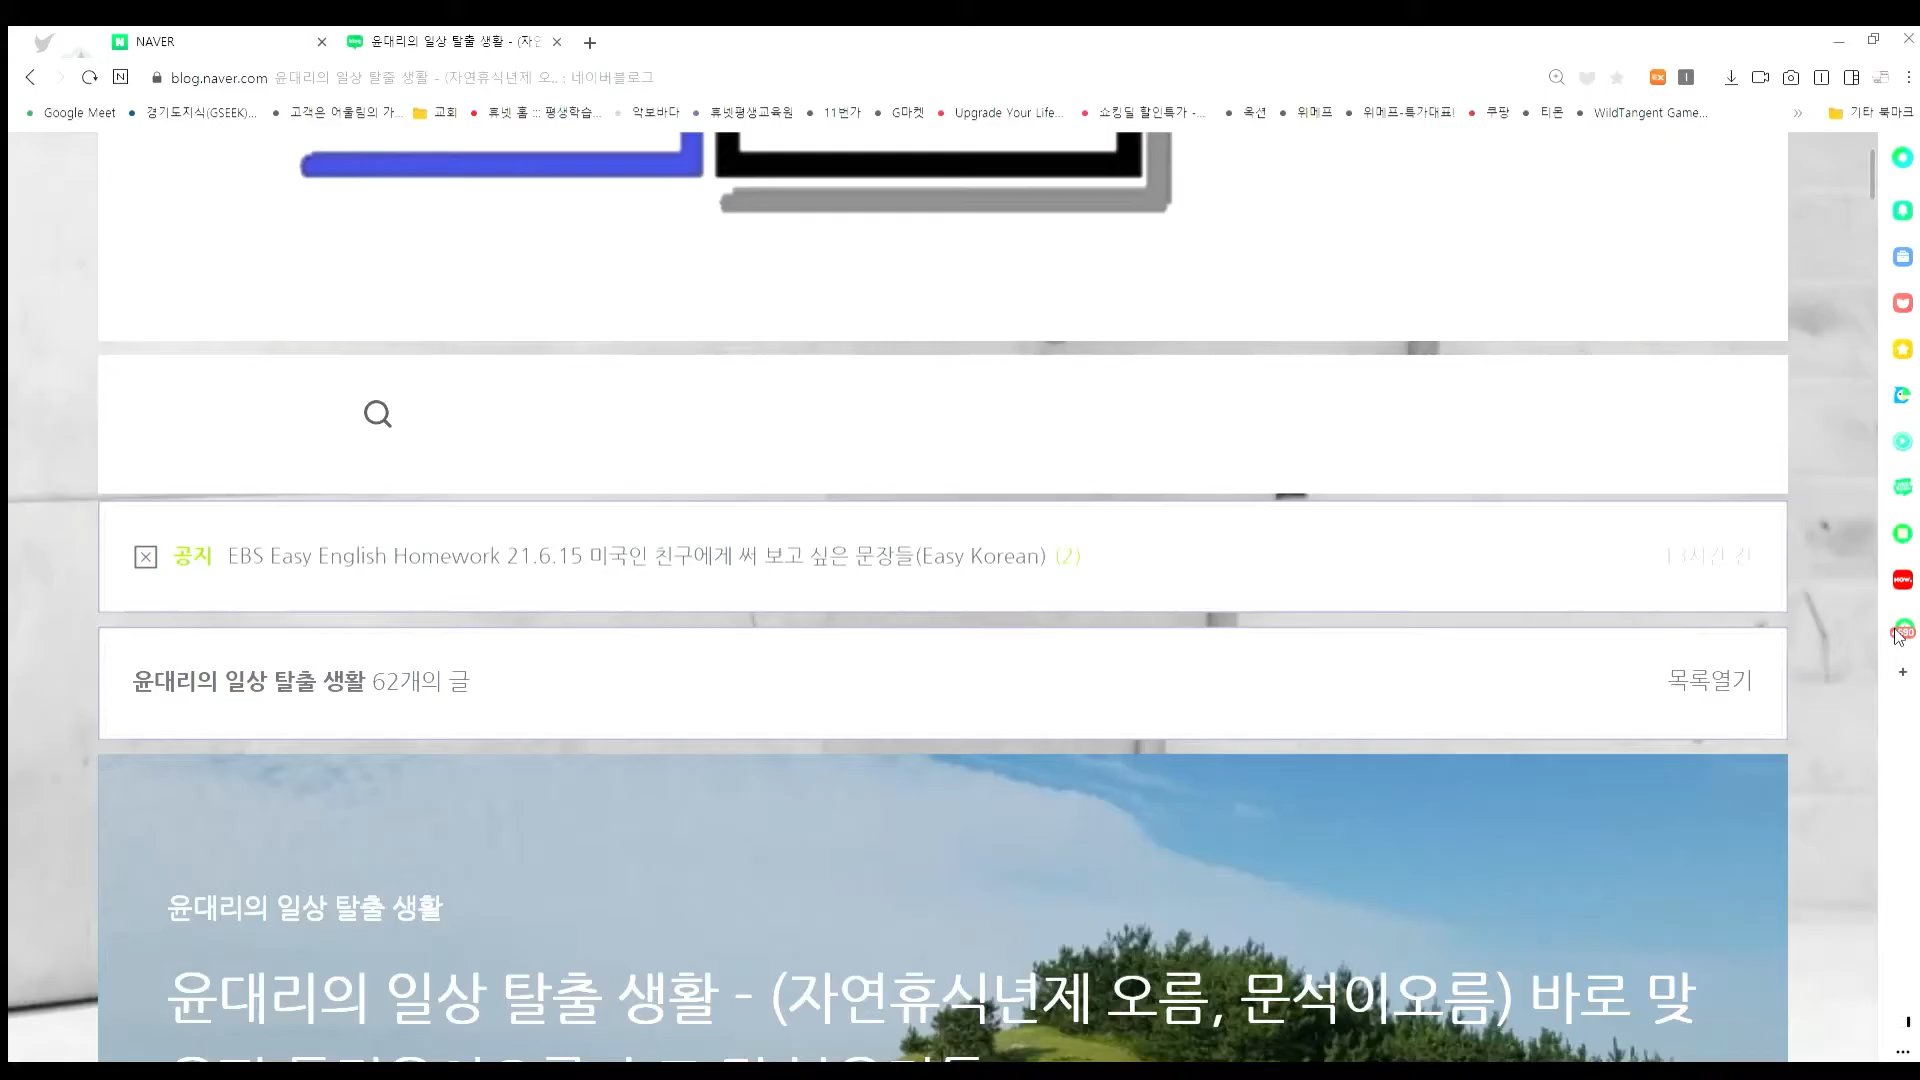 NAVER
윤대리의 일상 탈출 생활 - (자연
blog.naver.com 윤대리의 일상 탈출 생활 - (자연휴식년제 오.. : 네이버블로그
Google Meet 경기도지식(GSEEK)... 고객은 어울림의 가... 교회 휴넷 홈 ::: 평생학습... 악보바다 휴넷평생교육원 11번가 G마켓 Upgrade Your Life... 쇼킹딜 할인특가 -... 옥션 위메프 위메프-특가대표! 쿠팡 티몬 WildTangent Game... » 기타 북마크
공지 EBS Easy English Homework 21.6.15 미국인 친구에게 써 보고 싶은 문장들(Easy Korean) (2) 13시간 전
윤대리의 일상 탈출 생활 62개의 글 목록열기
윤대리의 일상 탈출 생활
윤대리의 일상 탈출 생활 - (자연휴식년제 오름, 문석이오름) 바로 맞